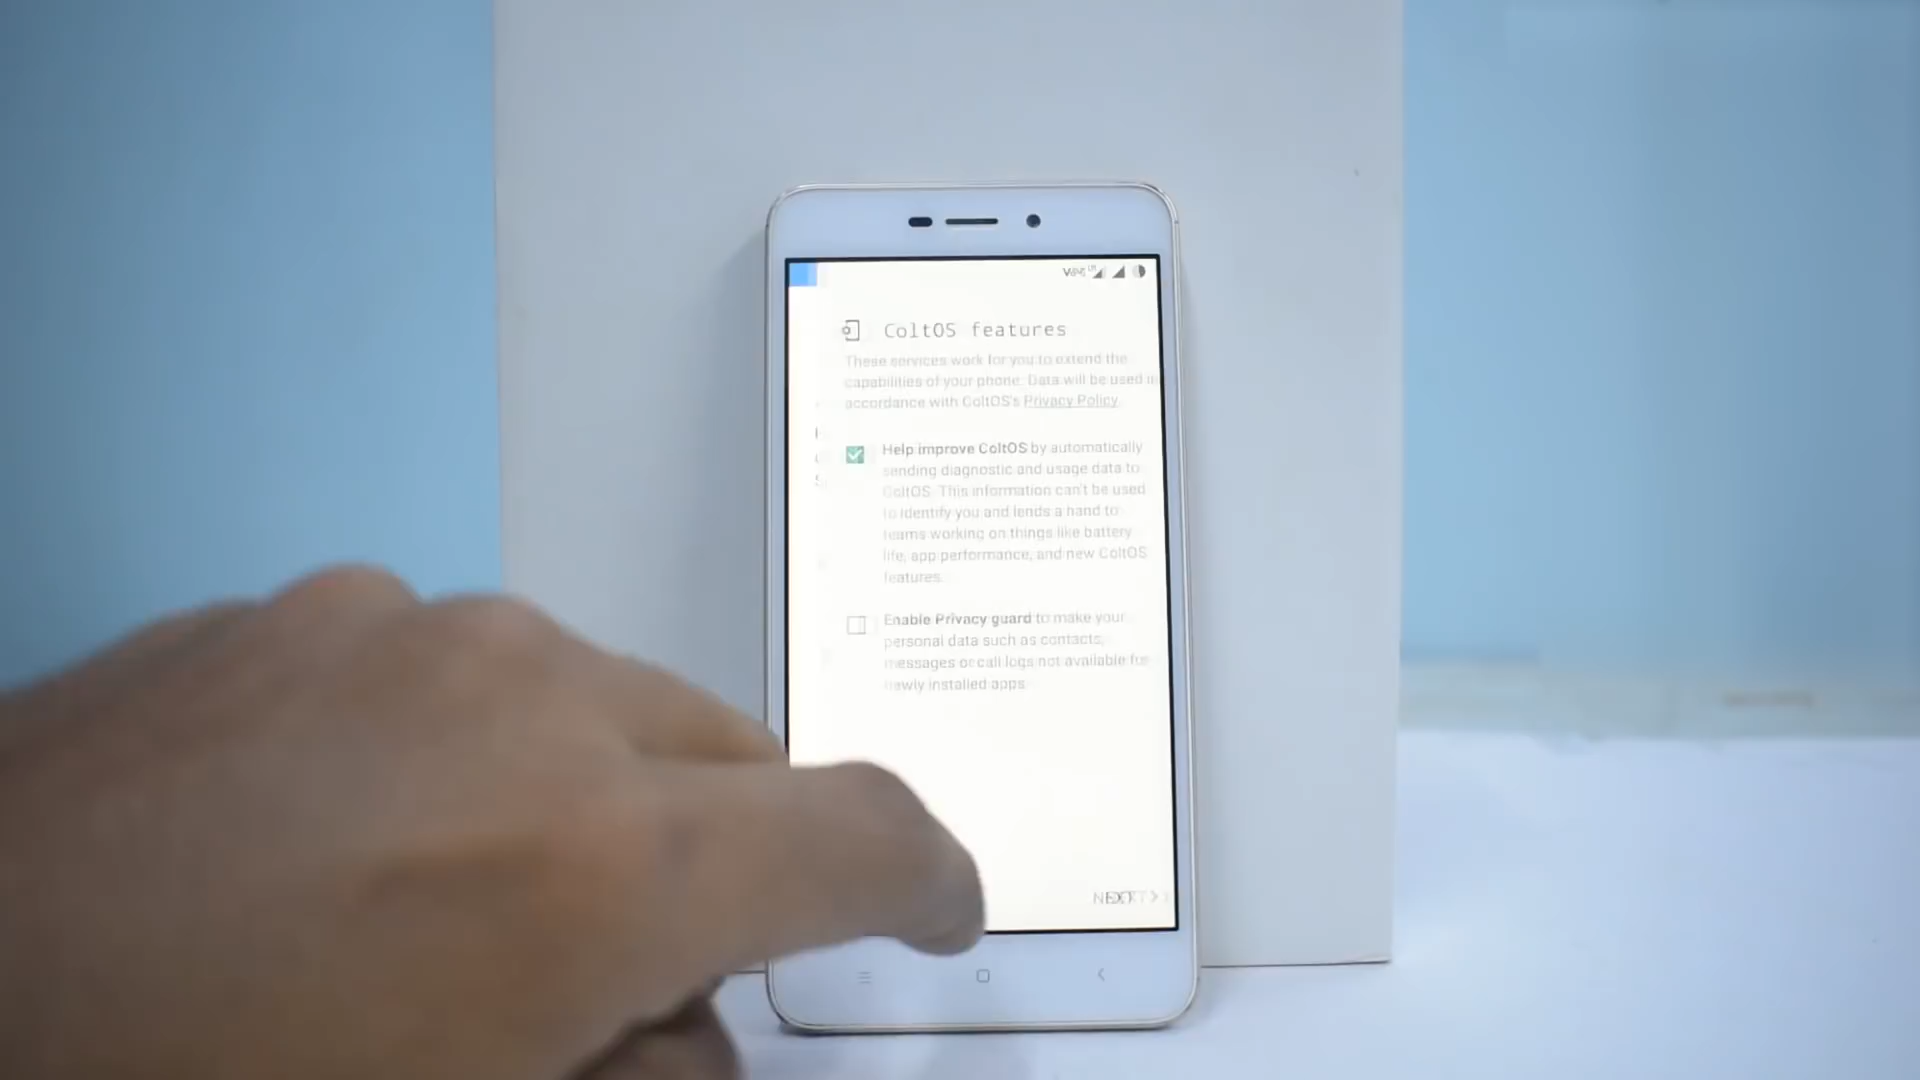 ColtOS features
These services work for you to extend the
capabilities of your phone. Data will be used in
accordance with ColtOS's Privacy Policy.
Help improve ColtOS by automatically
sending diagnostic and usage data to
ColtOS. This information can't be used
to identify you and lends a hand to
teams working on things like battery
life, app performance, and new ColtOS
features.
Enable Privacy guard to make your
personal data such as contacts,
messages or call logs not available for
newly installed apps.
NEXT